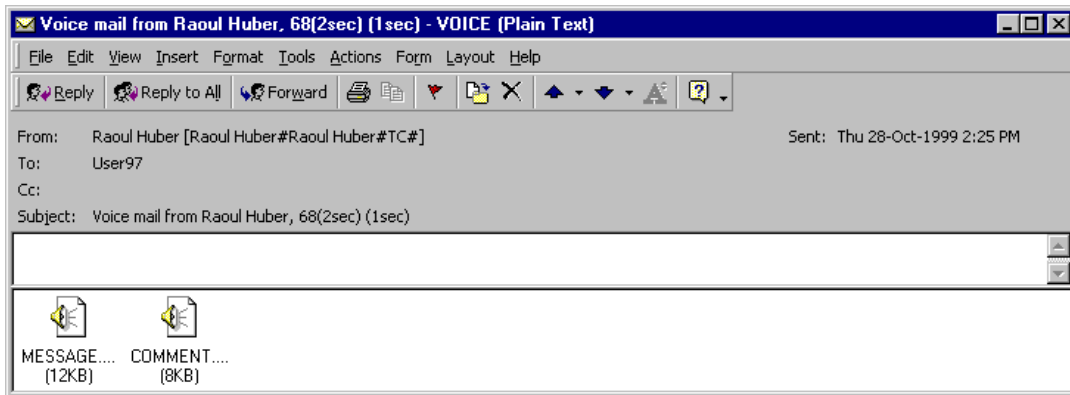 Voice mail from Raoul Huber, 68(2sec) (1sec) - VOICE (Plain Text)
File Edit View Insert Format Tools Actions Form Layout Help
Reply Reply to All Forward
From: Raoul Huber [Raoul Huber#Raoul Huber#TC#] Sent: Thu 28-Oct-1999 2:25 PM
To: User97
Cc:
Subject: Voice mail from Raoul Huber, 68(2sec) (1sec)
MESSAGE.... COMMENT....
(12KB) (8KB)